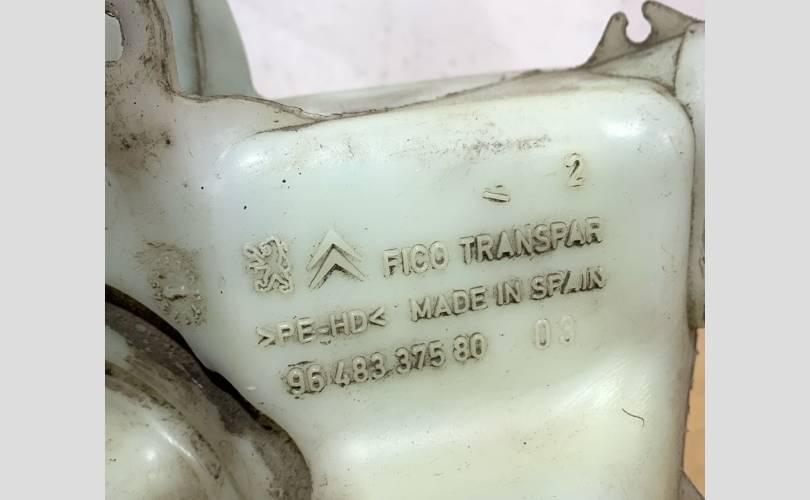 2
FICO TRANSPAR
>PE-HD< MADE IN SPAIN
96 483 375 80 03